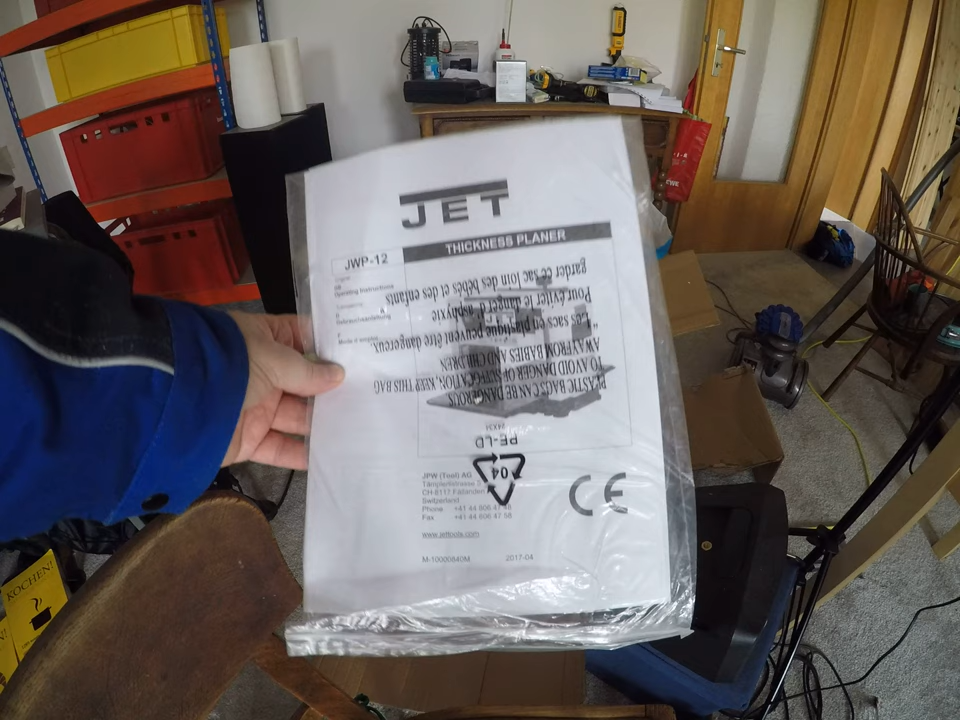 JET
THICKNESS PLANER
JWP-12
GB
Operating Instructions
D
Gebrauchsanleitung
F
Mode d'emploi
garder ce sac loin des bébés et des enfants
Pour éviter le danger d'asphyxie
"Les sacs en plastique peuvent être dangereux.
AWAY FROM BABIES AND CHILDREN
TO AVOID DANGER OF SUFFOCATION, KEEP THIS BAG
PLASTIC BAGS CAN BE DANGEROUS
PE-LD
04
CE
JPW (Tool) AG
Tämperlistrasse 5
CH-8117 Fällanden
Switzerland
Phone +41 44 806 47 48
Fax +41 44 806 47 58
www.jettools.com
M-10000840M 2017-04
KOCHEN!